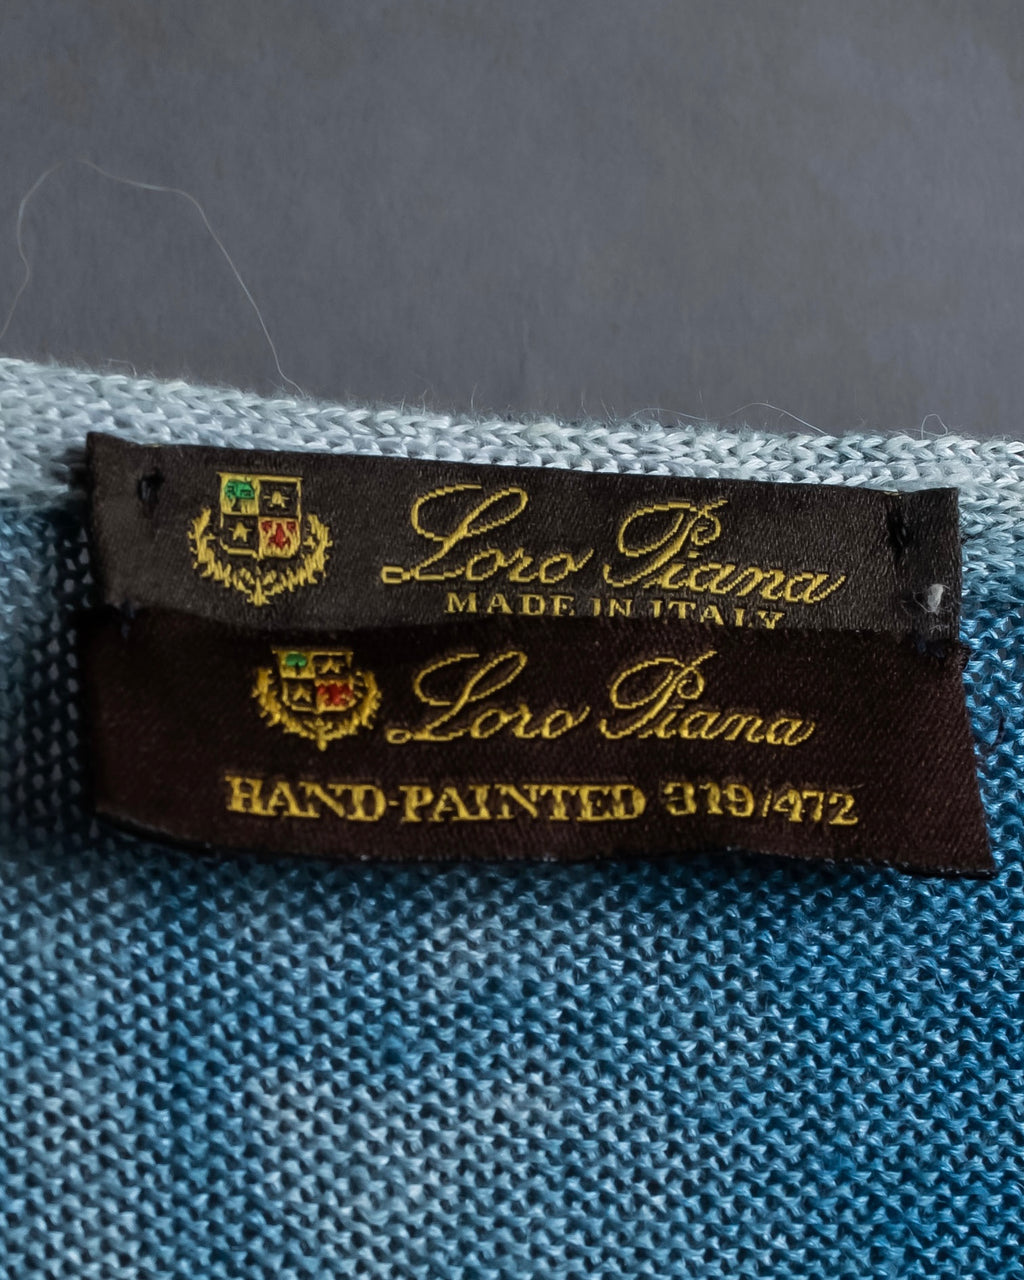 Loro Piana
MADE IN ITALY
Loro Piana
HAND-PAINTED 319/472